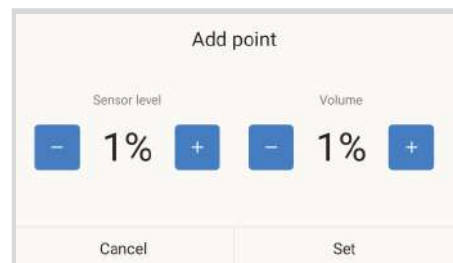 Add point
Sensor level Volume
− 1% + − 1% +
Cancel Set